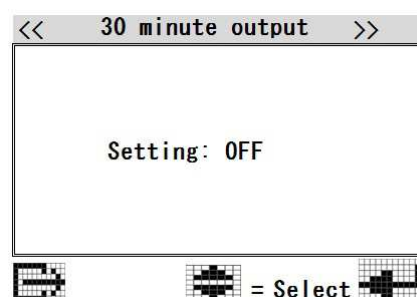 << 30 minute output >>
Setting: OFF
= Select